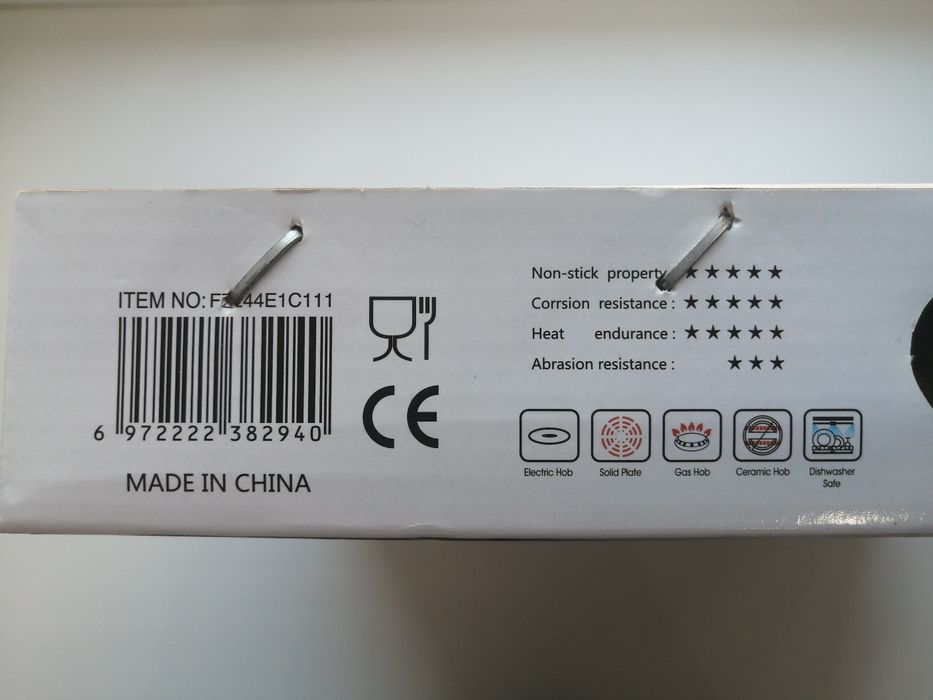 ITEM NO:
6 972222 382940
MADE IN CHINA
CE
Non-stick property
Corrsion resistance :
Heat endurance :
Abrasion resistance :
Electric Hob
Solid Plate
Gas Hob
Ceramic Hob
Dishwasher
Safe